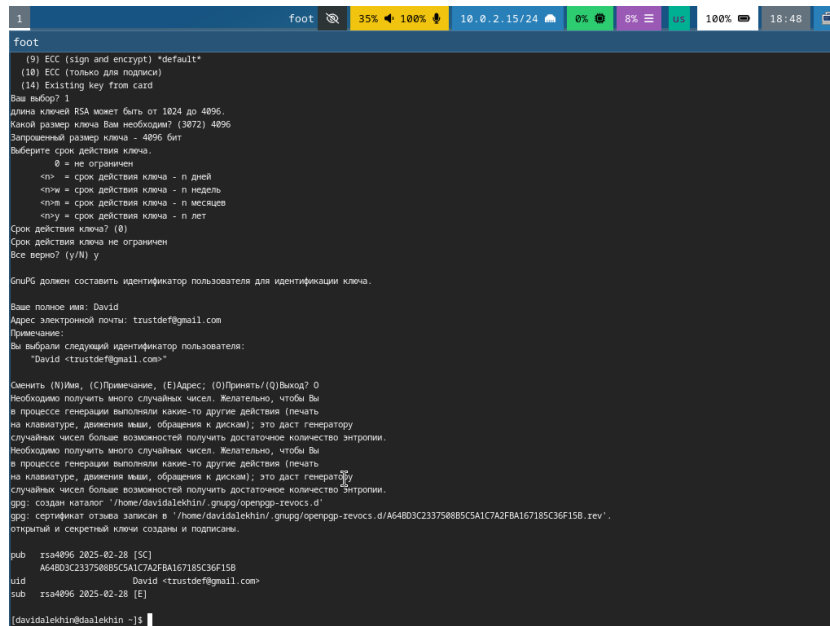 1 foot 35% 100% 10.0.2.15/24 0% 8% us 100% 18:48
foot
(9) ECC (sign and encrypt) *default*
(10) ECC (только для подписи)
(14) Existing key from card
Ваш выбор? 1
длина ключей RSA может быть от 1024 до 4096.
Какой размер ключа Вам необходим? (3072) 4096
Запрошенный размер ключа - 4096 бит
Выберите срок действия ключа.
0 = не ограничен
<n> = срок действия ключа - n дней
<n>w = срок действия ключа - n недель
<n>m = срок действия ключа - n месяцев
<n>y = срок действия ключа - n лет
Срок действия ключа? (0)
Срок действия ключа не ограничен
Все верно? (y/N) y
GnuPG должен составить идентификатор пользователя для идентификации ключа.
Ваше полное имя: David
Адрес электронной почты: trustdef@gmail.com
Примечание:
Вы выбрали следующий идентификатор пользователя:
"David <trustdef@gmail.com>"
Сменить (N)Имя, (C)Примечание, (E)Адрес; (O)Принять/(Q)Выход? O
Необходимо получить много случайных чисел. Желательно, чтобы Вы
в процессе генерации выполняли какие-то другие действия (печать
на клавиатуре, движения мыши, обращения к дискам); это даст генератору
случайных чисел больше возможностей получить достаточное количество энтропии.
Необходимо получить много случайных чисел. Желательно, чтобы Вы
в процессе генерации выполняли какие-то другие действия (печать
на клавиатуре, движения мыши, обращения к дискам); это даст генератору
случайных чисел больше возможностей получить достаточное количество энтропии.
gpg: создан каталог '/home/davidalekhin/.gnupg/openpgp-revocs.d'
gpg: сертификат отзыва записан в '/home/davidalekhin/.gnupg/openpgp-revocs.d/A64BD3C2337508B5C5A1C7A2FBA167185C36F15B.rev'.
открытый и секретный ключи созданы и подписаны.
pub rsa4096 2025-02-28 [SC]
A64BD3C2337508B5C5A1C7A2FBA167185C36F15B
uid David <trustdef@gmail.com>
sub rsa4096 2025-02-28 [E]
[davidalekhin@daalekhin ~]$